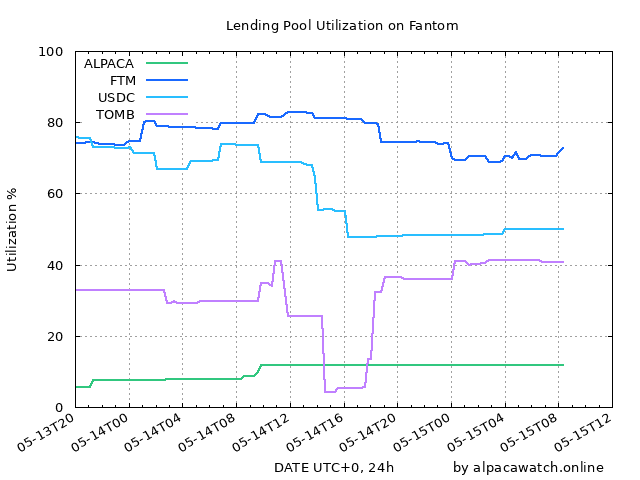 Lending Pool Utilization on Fantom
Utilization %
100
80
60
40
20
0
ALPACA
FTM
USDC
TOMB
05-13T20
05-14T00
05-14T04
05-14T08
05-14T12
05-14T16
05-14T20
05-15T00
05-15T04
05-15T08
05-15T12
DATE UTC+0, 24h
by alpacawatch.online